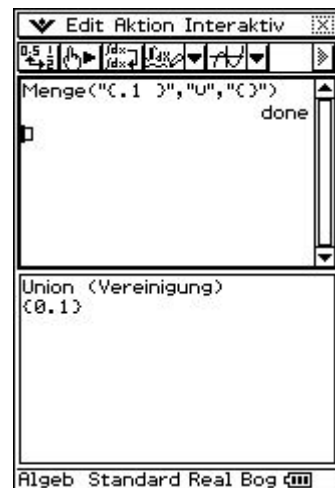 Edit Aktion Interaktiv
Menge("{.1 }","∪","{}")
done
Union (Vereinigung)
{0.1}
Algeb Standard Real Bog